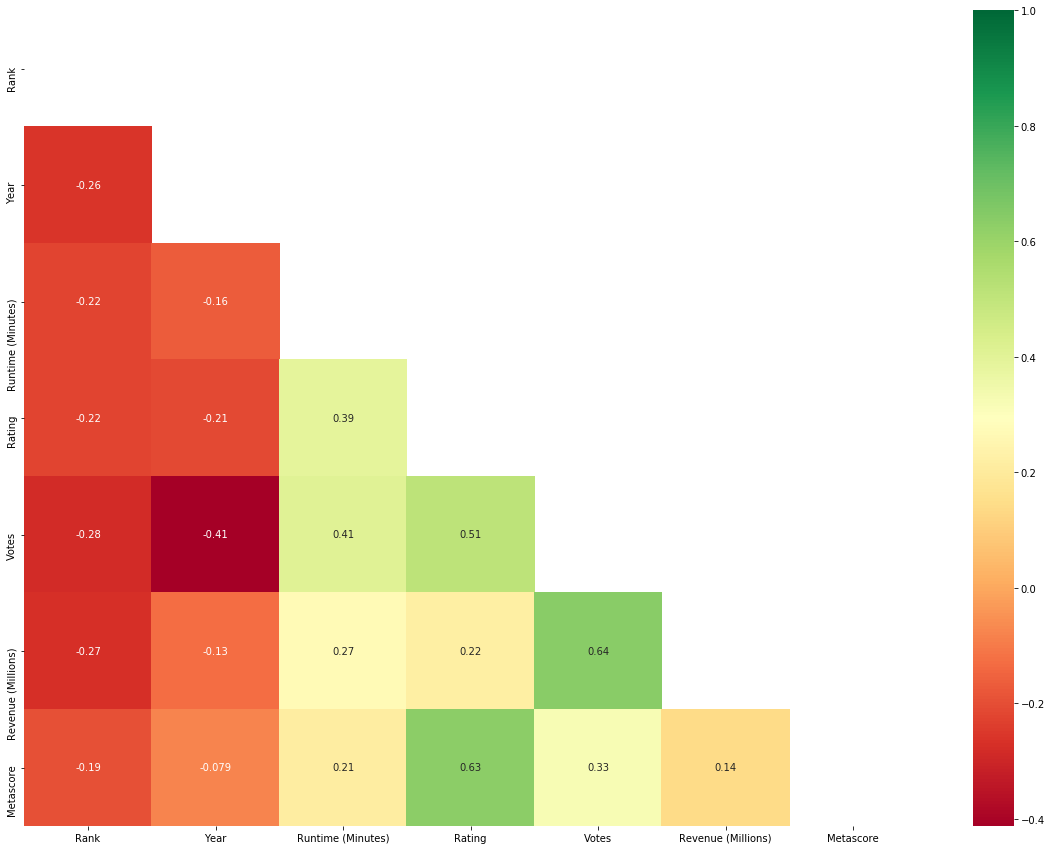 1.0
Rank
0.8
-0.26
Year
0.6
-0.22 -0.16
Runtime (Minutes)
0.4
-0.22 -0.21 0.39
Rating
0.2
-0.28 -0.41 0.41 0.51
Votes
0.0
-0.27 -0.13 0.27 0.22 0.64
Revenue (Millions)
−0.2
-0.19 -0.079 0.21 0.63 0.33 0.14
Metascore
−0.4
Rank Year Runtime (Minutes) Rating Votes Revenue (Millions) Metascore